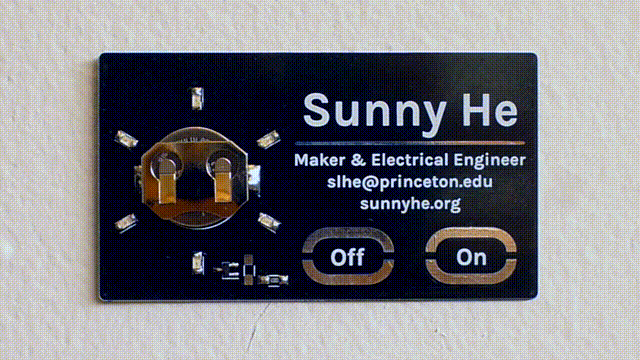 Sunny He
Maker & Electrical Engineer
slhe@princeton.edu
sunnyhe.org
Off
On